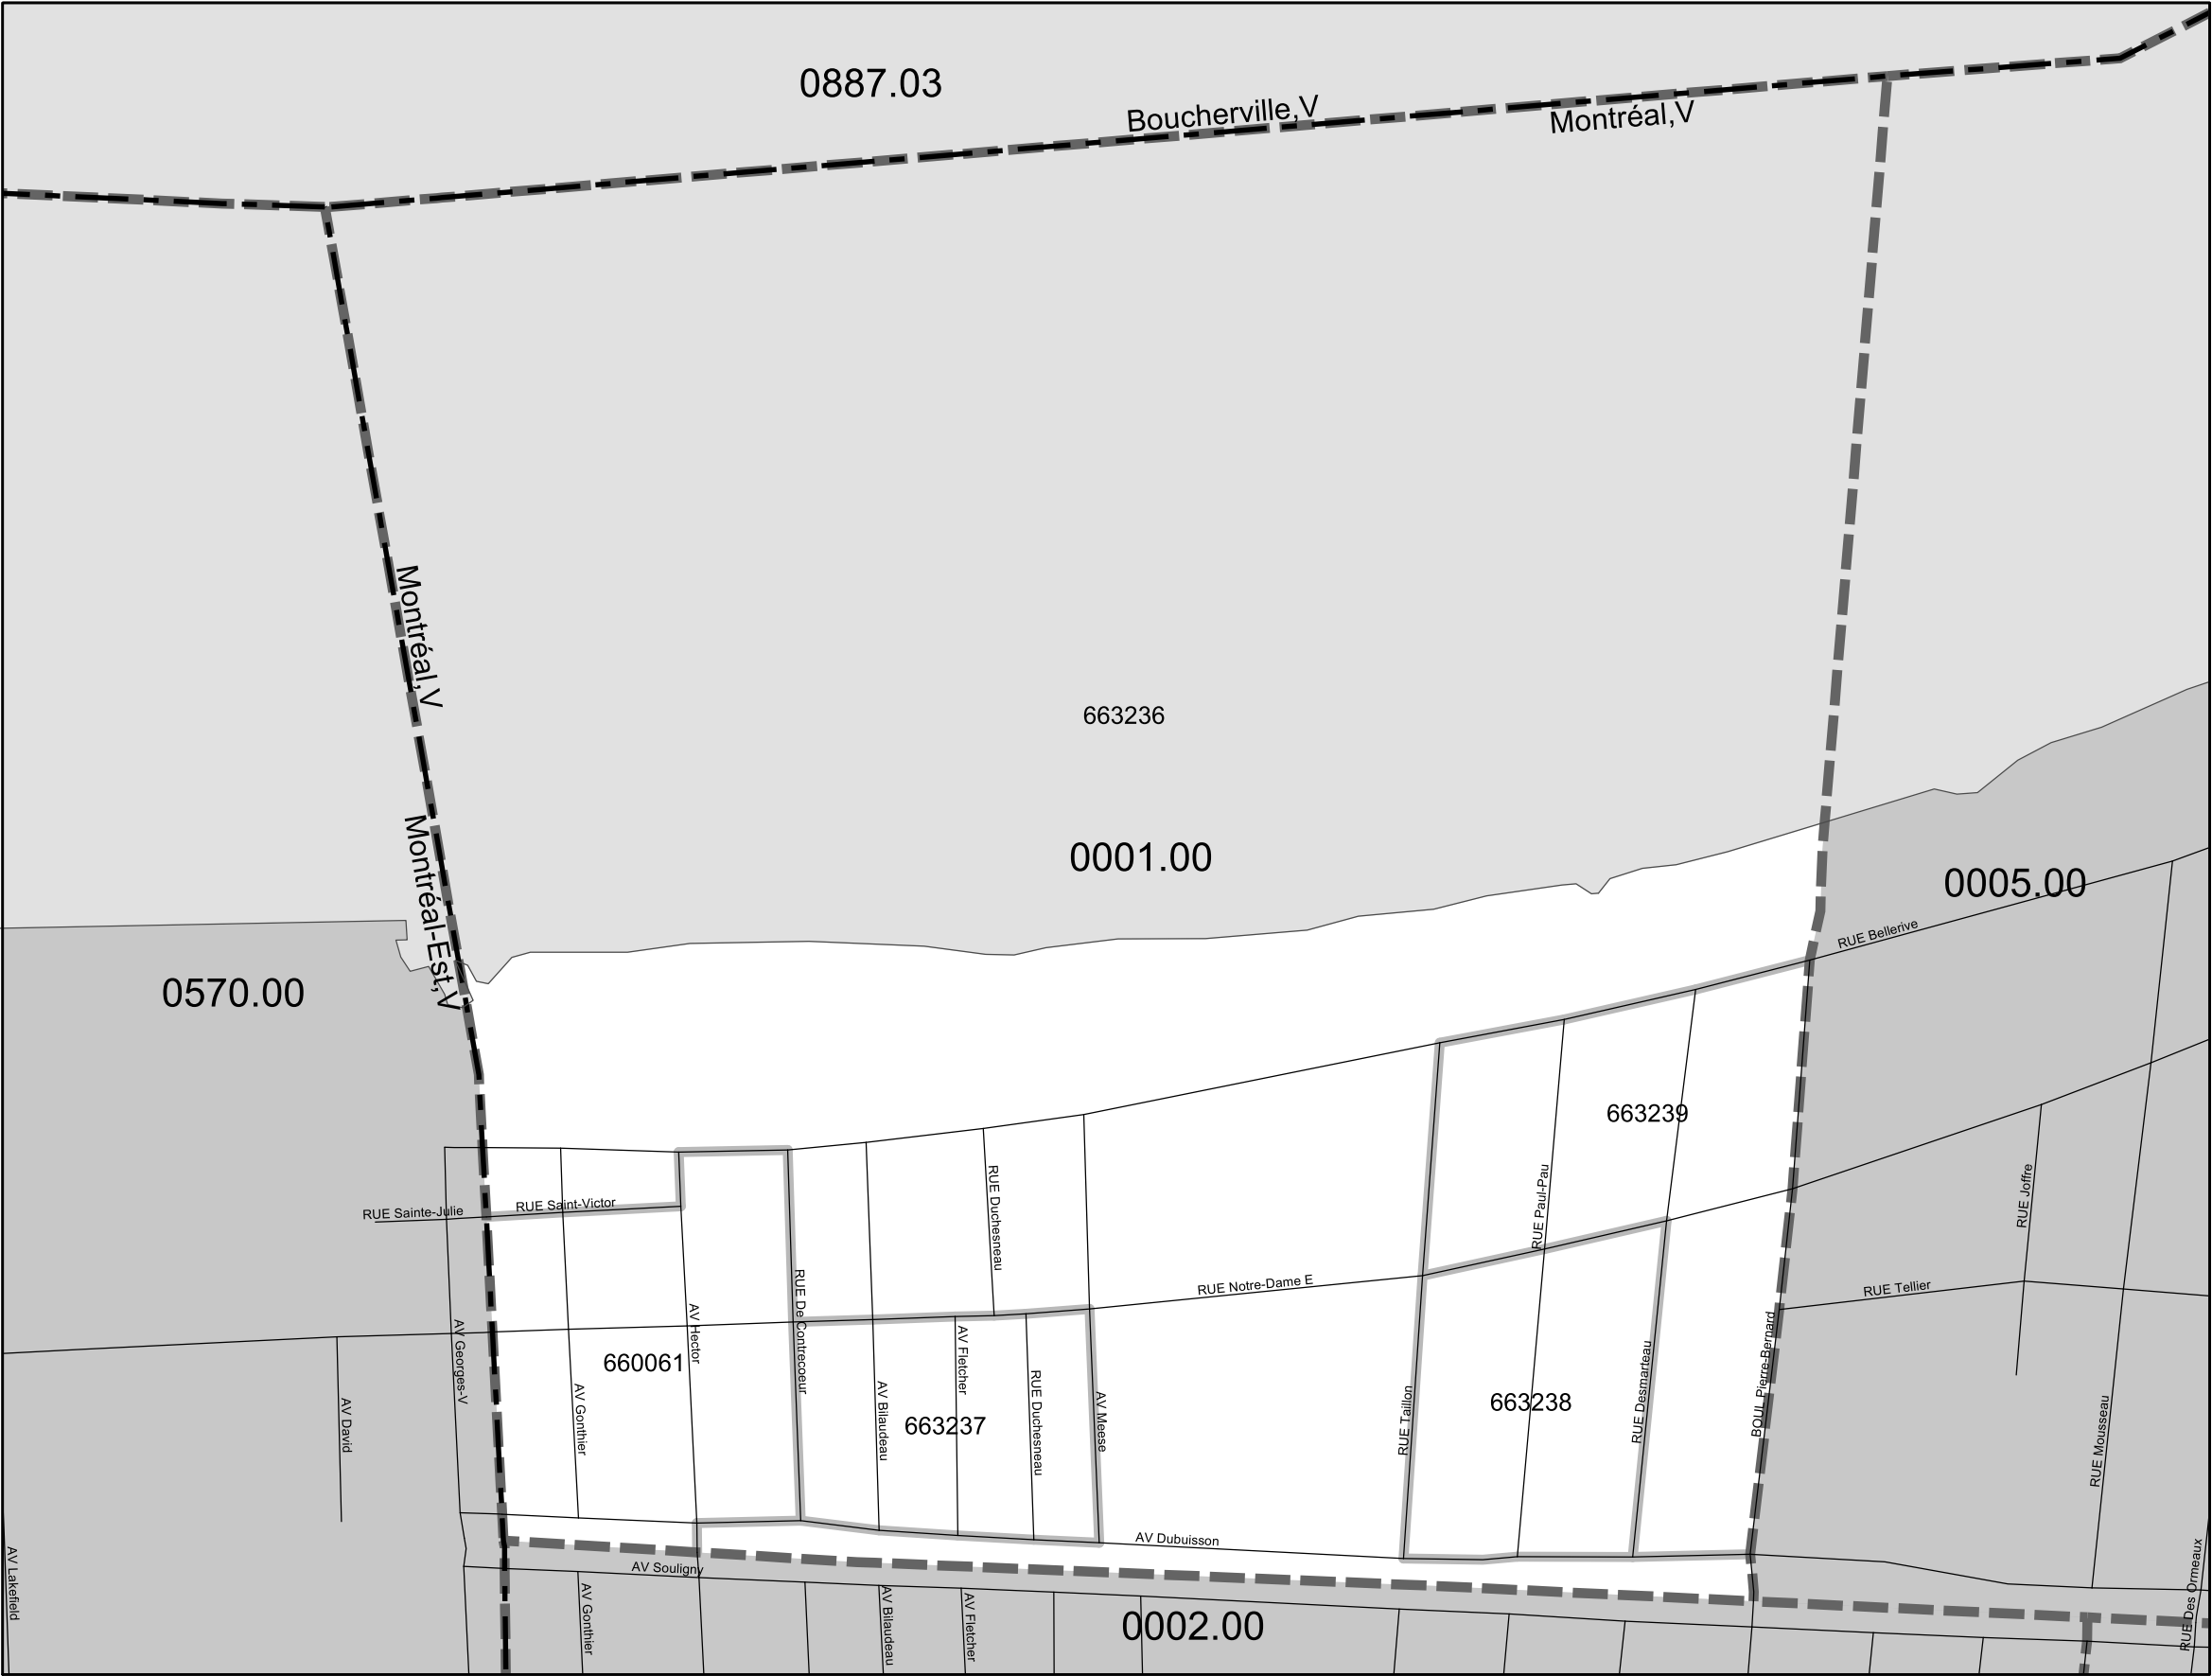 0887.03
Boucherville,V
Montréal,V
Montréal,V
663236
Montréal-Est,V
0001.00
0005.00
RUE Bellerive
0570.00
663239
RUE Sainte-Julie
RUE Saint-Victor
RUE Duchesneau
RUE Paul-Pau
RUE Joffre
RUE Notre-Dame E
RUE Tellier
RUE De Contrecoeur
AV Hector
AV Georges-V
660061
AV Fletcher
BOUL Pierre-Bernard
RUE Desmarteau
AV David
AV Gonthier
AV Bilaudeau
663237
RUE Duchesneau
AV Meese
RUE Taillon
663238
RUE Mousseau
AV Dubuisson
AV Souligny
AV Lakefield
AV Gonthier
AV Bilaudeau
AV Fletcher
0002.00
RUE Des Ormeaux